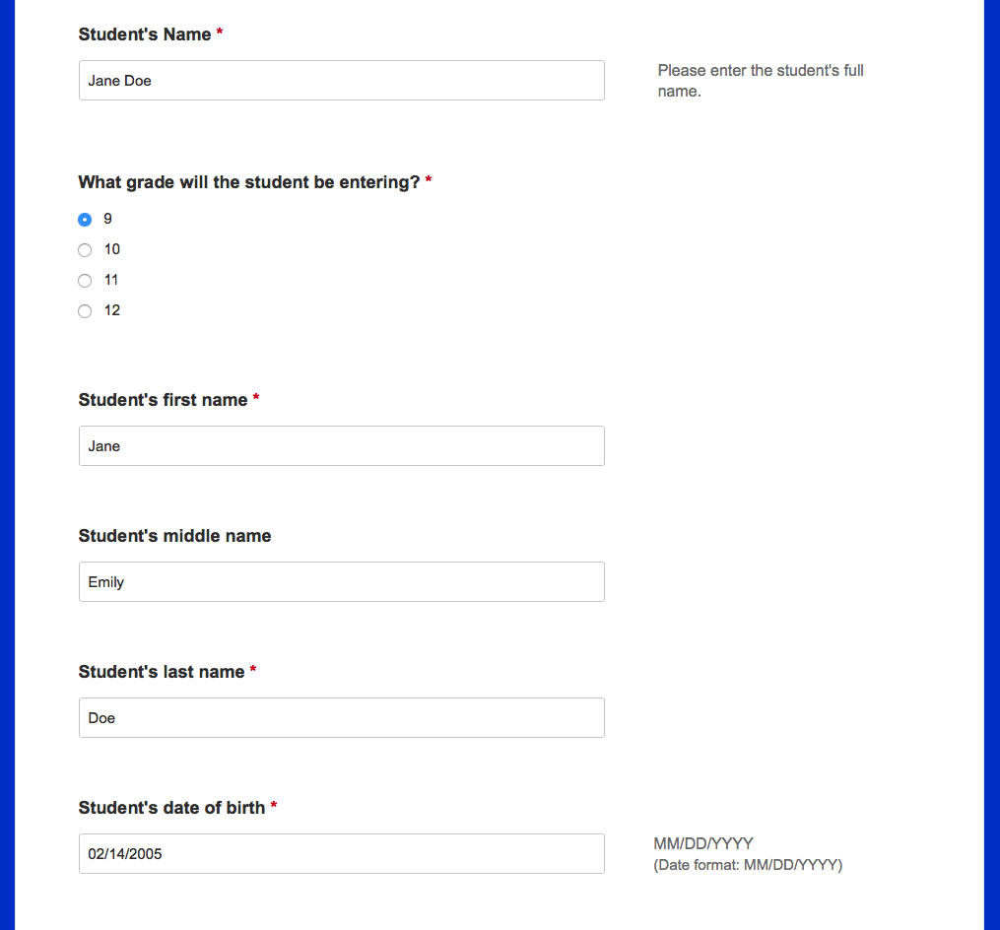 Student's Name *
Jane Doe
Please enter the student's full
name.
What grade will the student be entering? *
9
10
11
12
Student's first name *
Jane
Student's middle name
Emily
Student's last name *
Doe
Student's date of birth *
02/14/2005
MM/DD/YYYY
(Date format: MM/DD/YYYY)